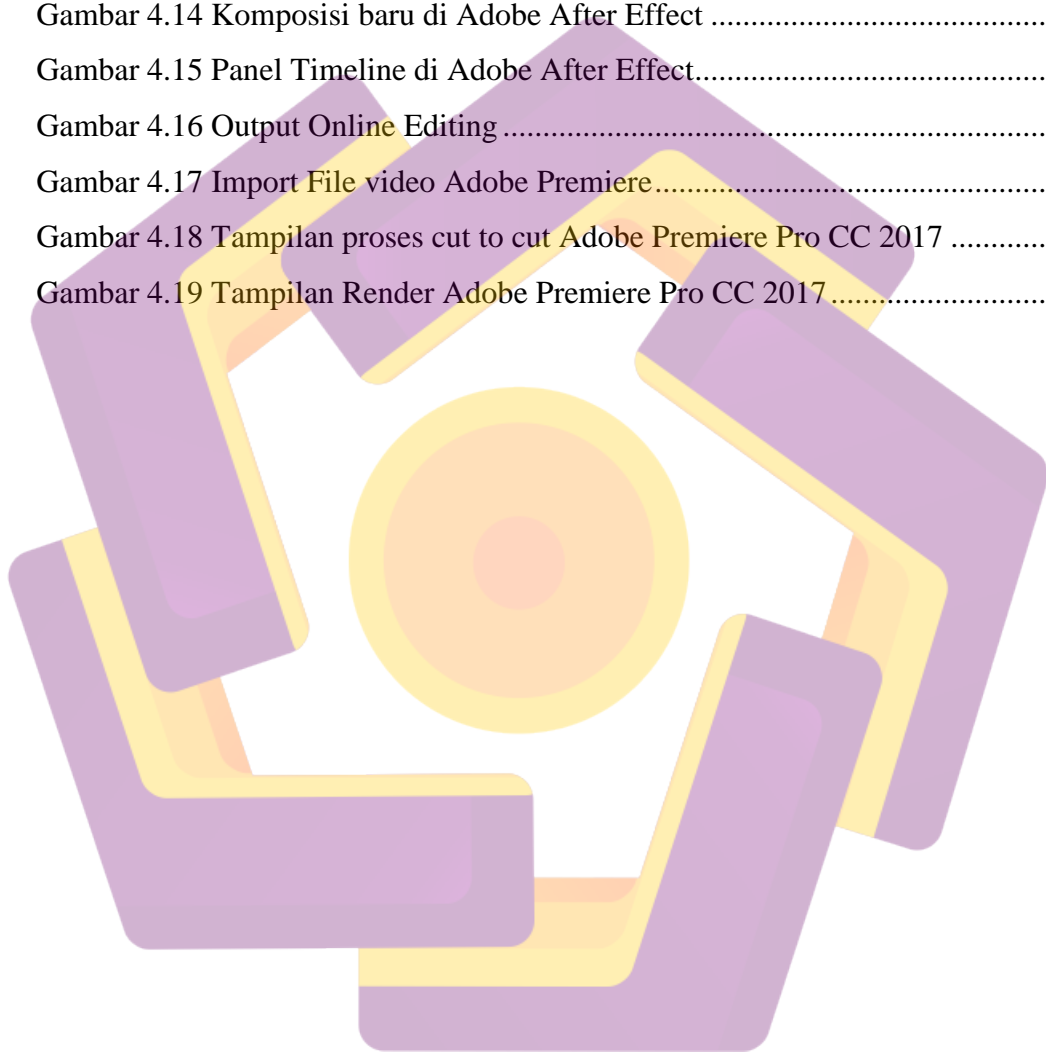 Gambar 4.14 Komposisi baru di Adobe After Effect ..................................
Gambar 4.15 Panel Timeline di Adobe After Effect....................................
Gambar 4.16 Output Online Editing ..........................................................
Gambar 4.17 Import File video Adobe Premiere.........................................
Gambar 4.18 Tampilan proses cut to cut Adobe Premiere Pro CC 2017 ............
Gambar 4.19 Tampilan Render Adobe Premiere Pro CC 2017 ........................